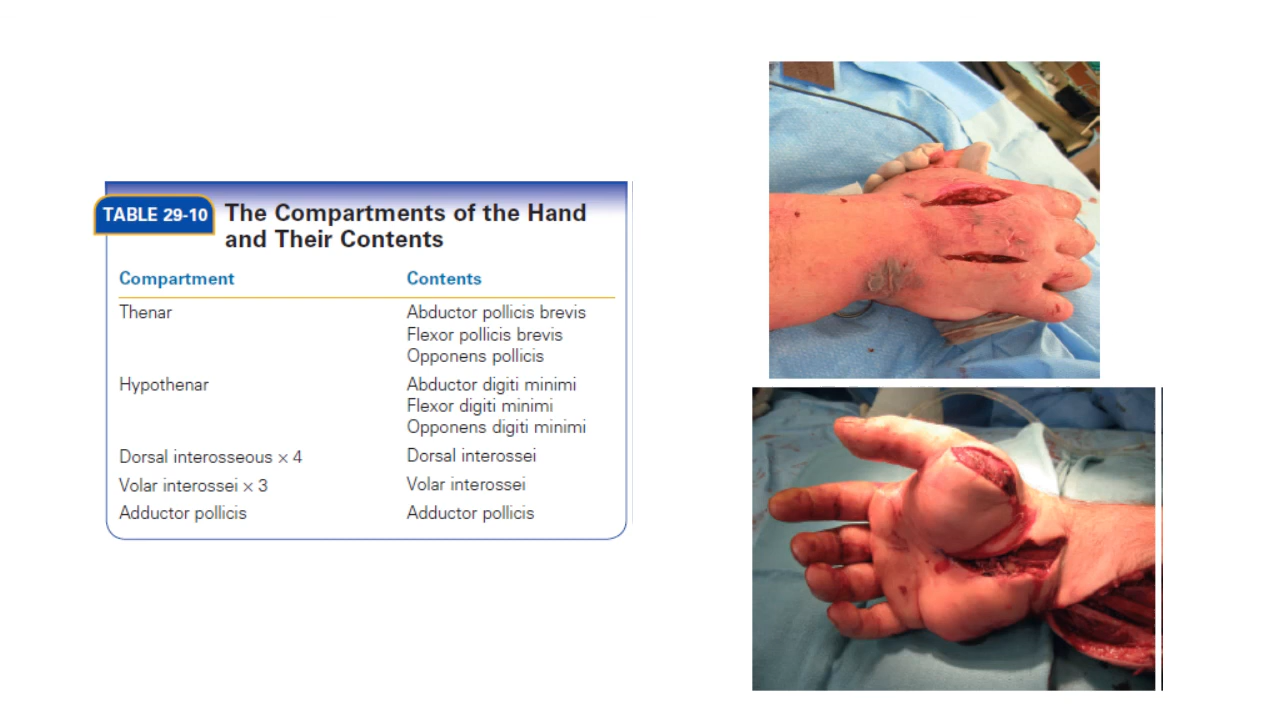 TABLE 29-10 The Compartments of the Hand
and Their Contents
Compartment Contents
Thenar Abductor pollicis brevis
Flexor pollicis brevis
Opponens pollicis
Hypothenar Abductor digiti minimi
Flexor digiti minimi
Opponens digiti minimi
Dorsal interosseous × 4 Dorsal interossei
Volar interossei × 3 Volar interossei
Adductor pollicis Adductor pollicis